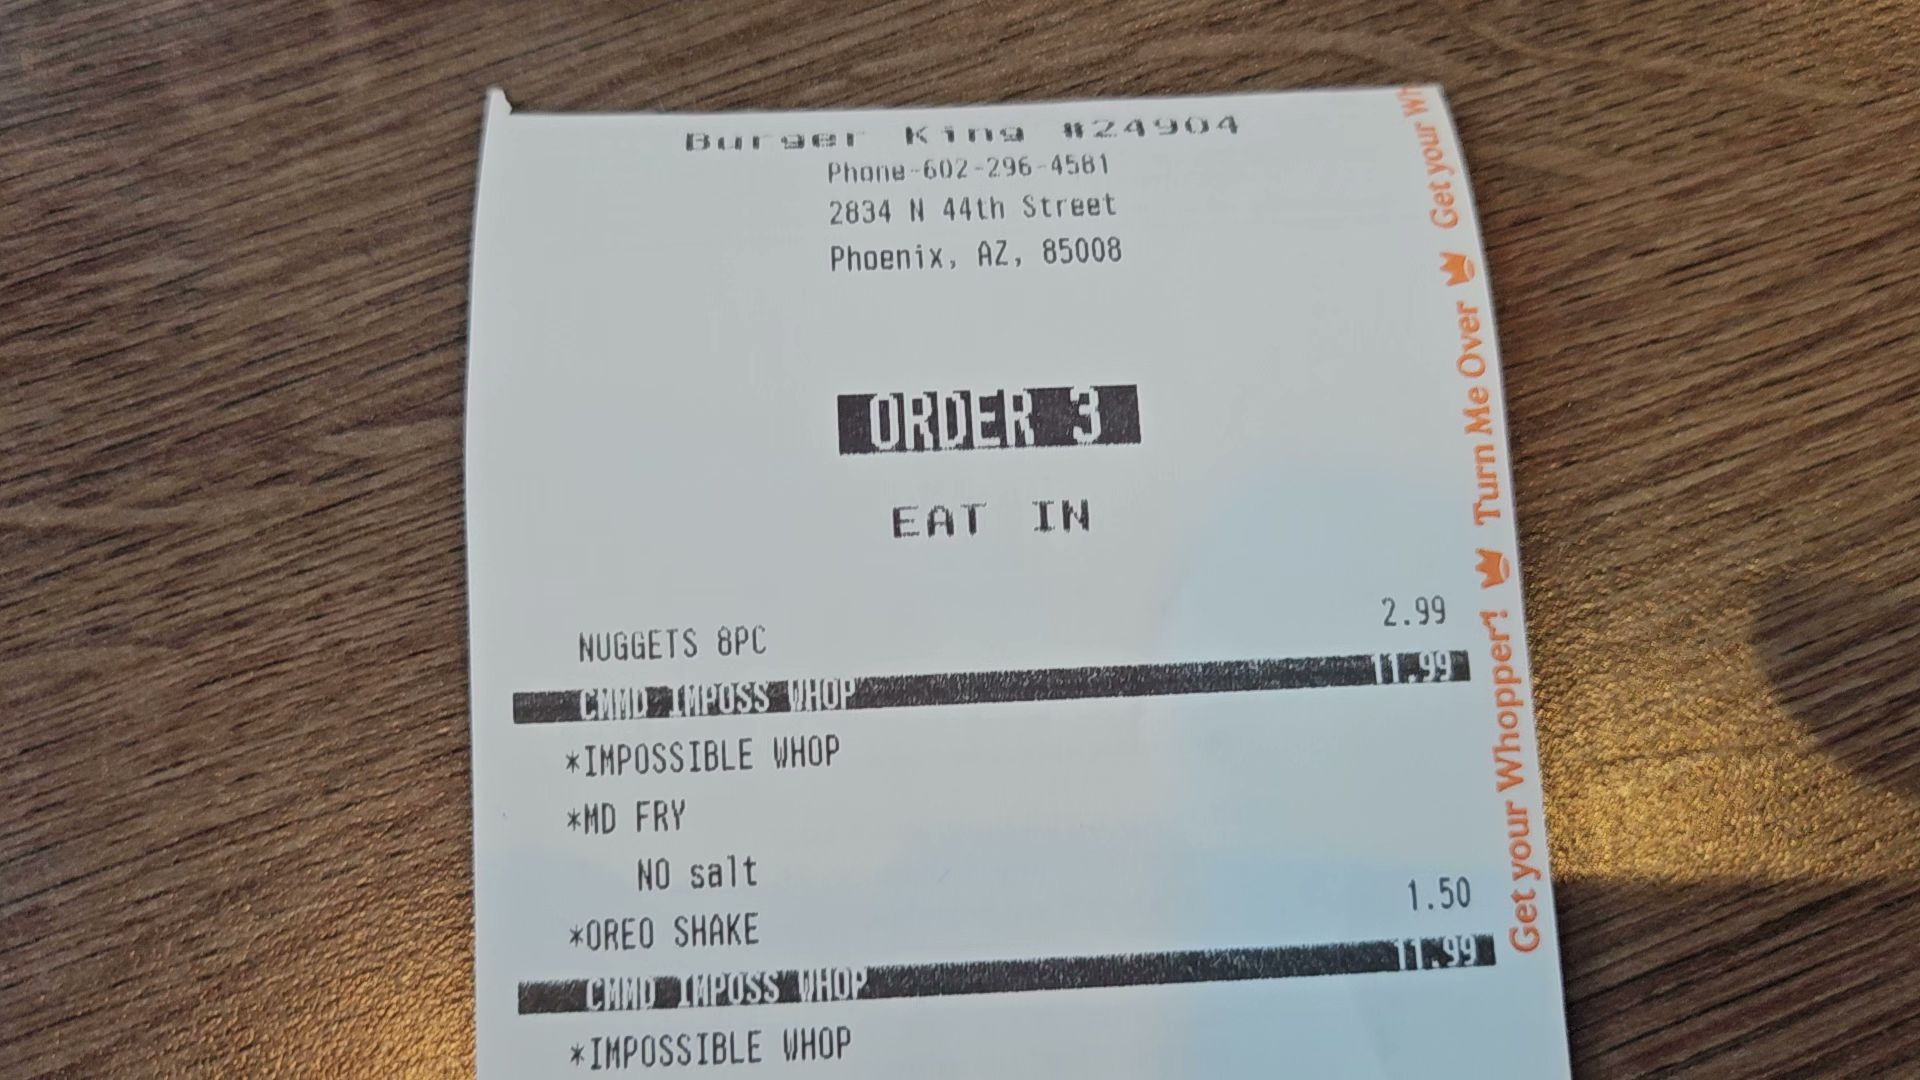 Burger King #24904
Phone-602-296-4581
2834 N 44th Street
Phoenix, AZ, 85008
ORDER 3
EAT IN
NUGGETS 8PC 2.99
CMMD IMPOSS WHOP 11.99
*IMPOSSIBLE WHOP
*MD FRY
NO salt
*OREO SHAKE 1.50
CMMD IMPOSS WHOP 11.99
*IMPOSSIBLE WHOP
Get your Whopper! Turn Me Over Get your Wh